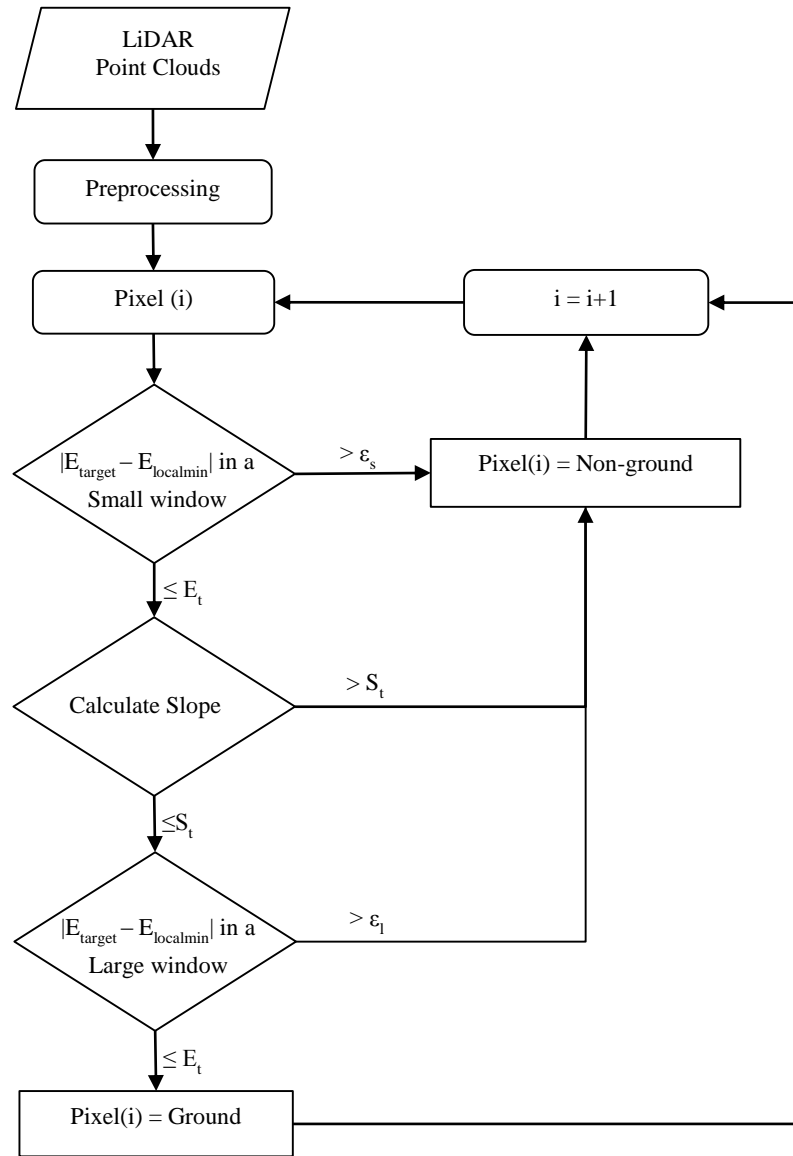 LiDAR
Point Clouds
Preprocessing
Pixel (i)
i = i+1
|E_target – E_localmin| in a
Small window
> ε_s
Pixel(i) = Non-ground
≤ E_t
Calculate Slope
> S_t
≤S_t
|E_target – E_localmin| in a
Large window
> ε_l
≤ E_t
Pixel(i) = Ground